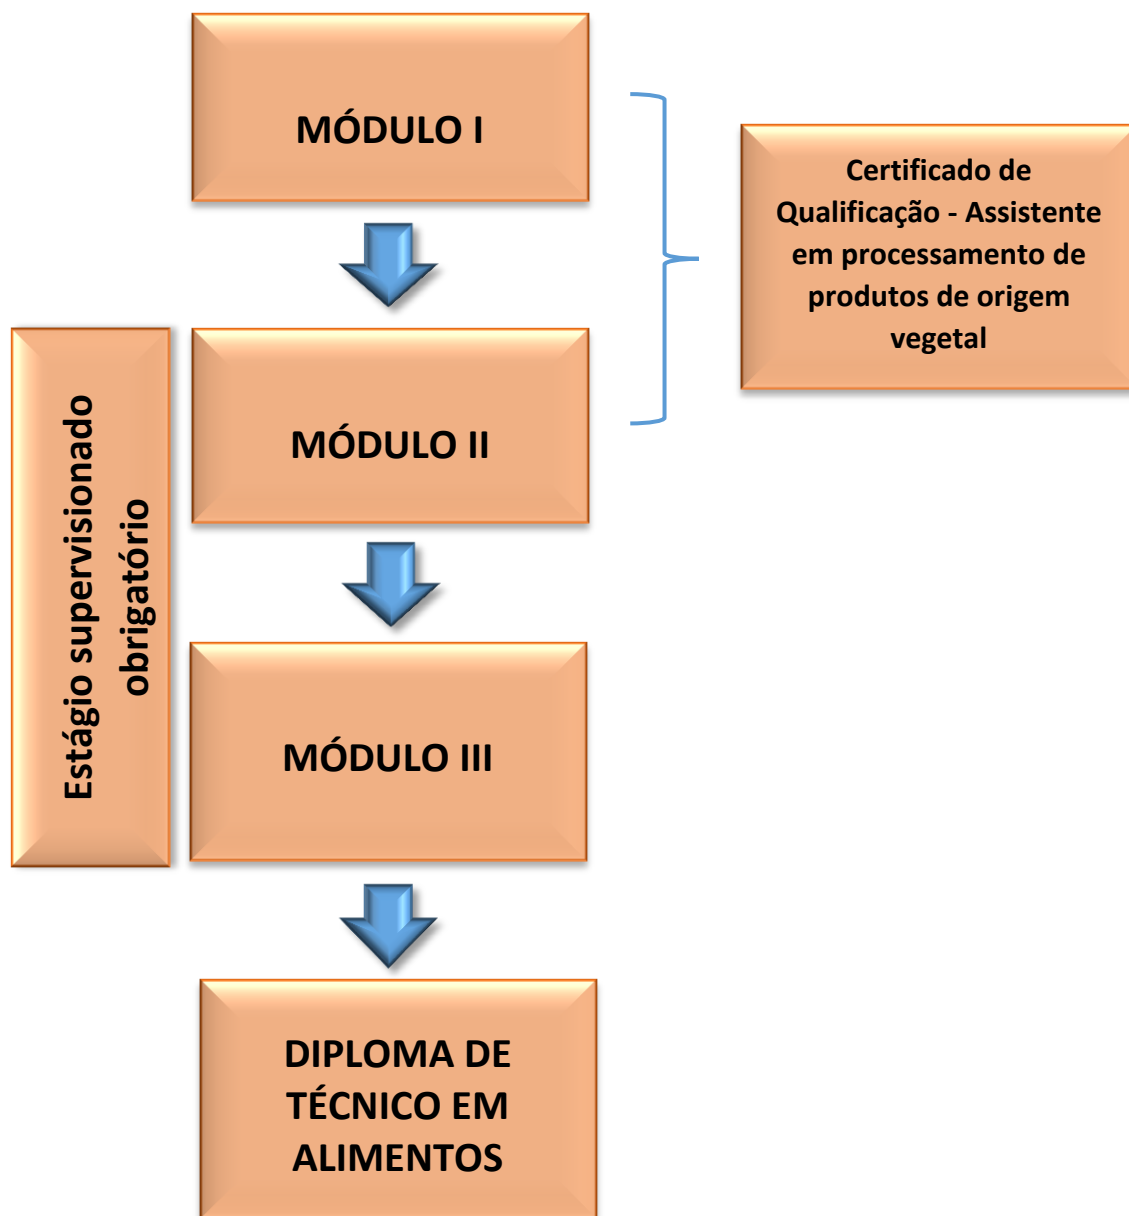 MÓDULO I
Certificado de
Qualificação - Assistente
em processamento de
produtos de origem
vegetal
Estágio supervisionado
obrigatório
MÓDULO II
MÓDULO III
DIPLOMA DE
TÉCNICO EM
ALIMENTOS